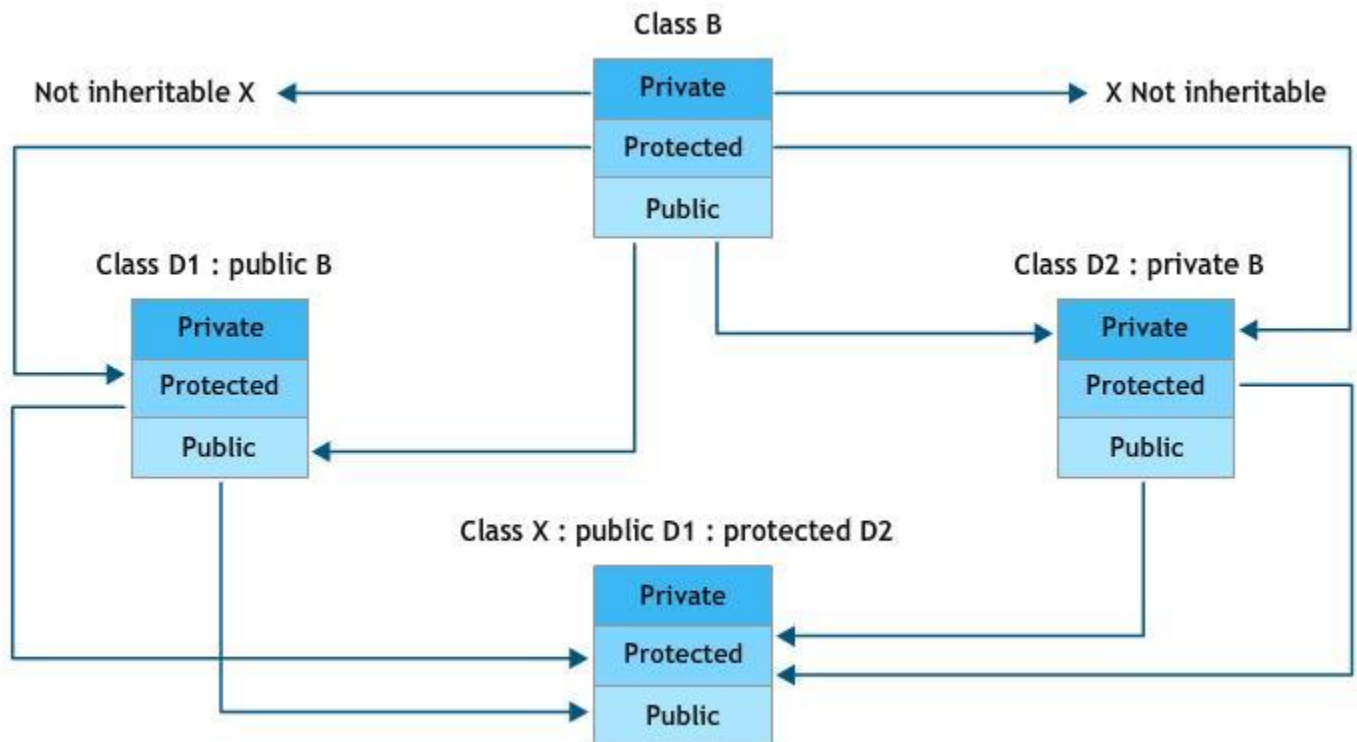 Class B
Not inheritable X
Private
X Not inheritable
Protected
Public
Class D1 : public B
Class D2 : private B
Private
Protected
Public
Private
Protected
Public
Class X : public D1 : protected D2
Private
Protected
Public